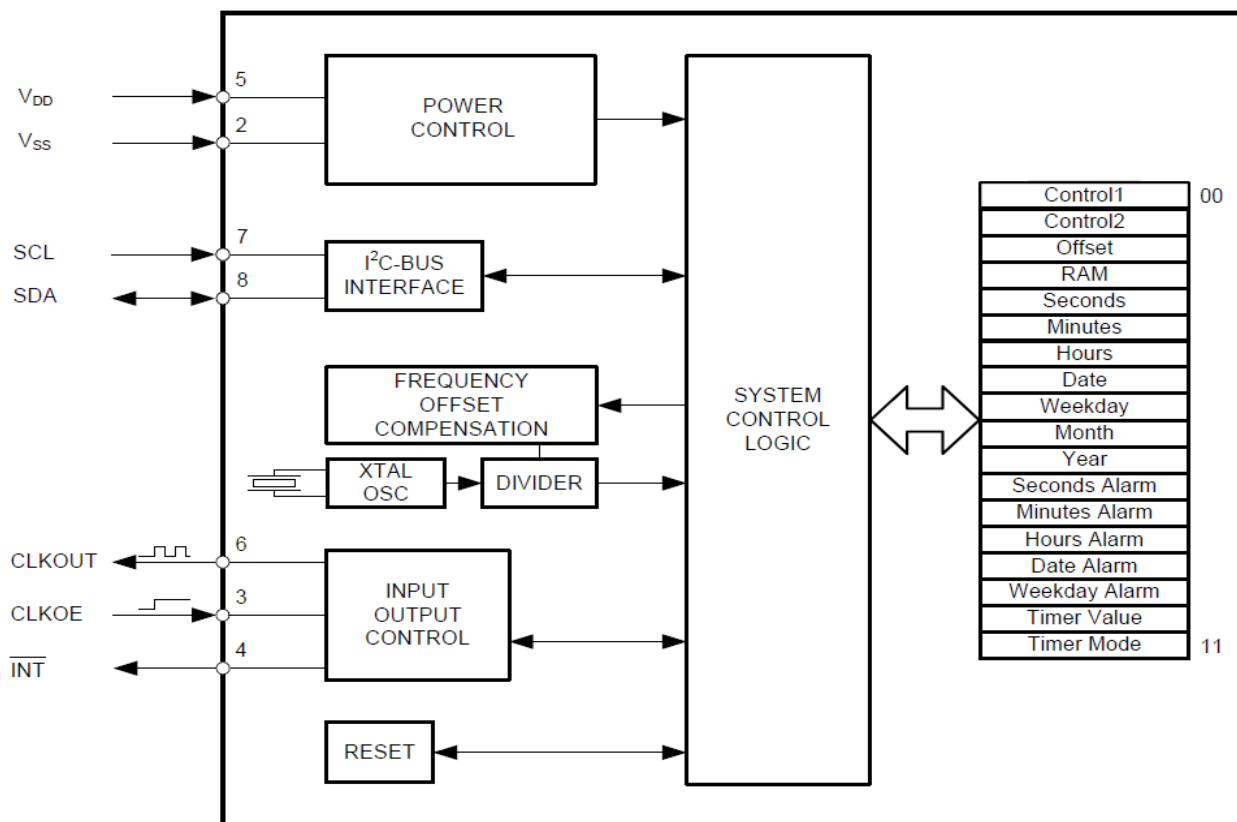 V_DD
5
V_SS
2
POWER
CONTROL
SCL
7
SDA
8
I²C-BUS
INTERFACE
FREQUENCY
OFFSET
COMPENSATION
XTAL
OSC
DIVIDER
CLKOUT
6
CLKOE
3
INT
4
INPUT
OUTPUT
CONTROL
RESET
SYSTEM
CONTROL
LOGIC
Control1
00
Control2
Offset
RAM
Seconds
Minutes
Hours
Date
Weekday
Month
Year
Seconds Alarm
Minutes Alarm
Hours Alarm
Date Alarm
Weekday Alarm
Timer Value
Timer Mode
11